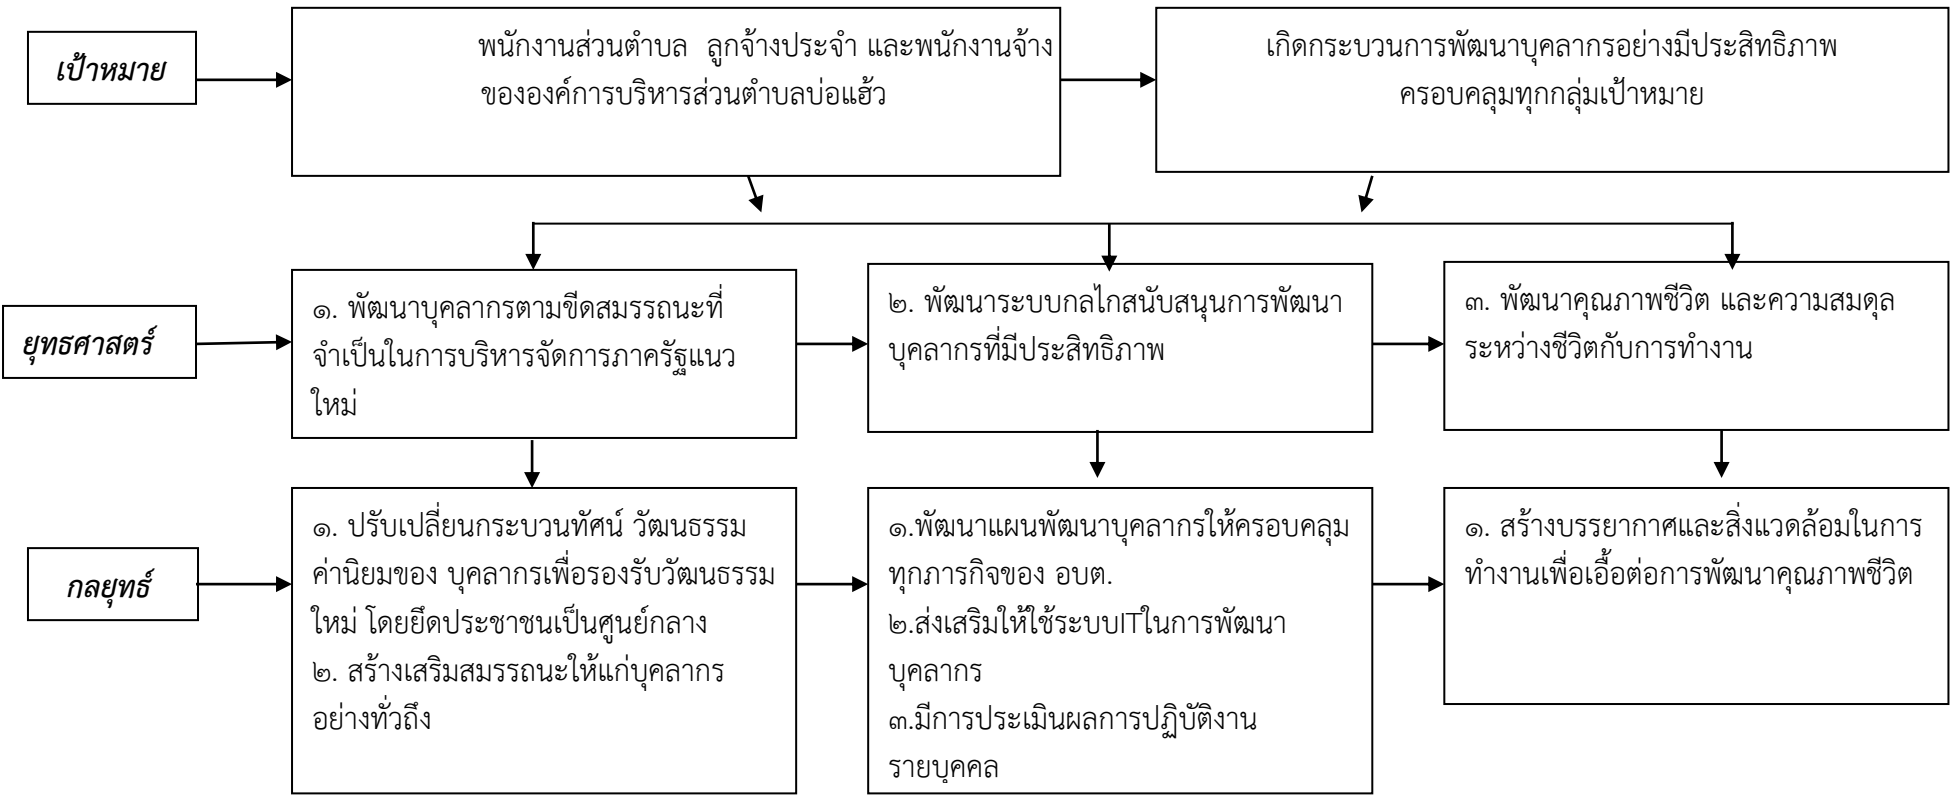 เป้าหมาย
พนักงานส่วนตำบล ลูกจ้างประจำ และพนักงานจ้าง
ขององค์การบริหารส่วนตำบลบ่อแฮ้ว
เกิดกระบวนการพัฒนาบุคลากรอย่างมีประสิทธิภาพ
ครอบคลุมทุกกลุ่มเป้าหมาย
ยุทธศาสตร์
๑. พัฒนาบุคลากรตามขีดสมรรถนะที่
จำเป็นในการบริหารจัดการภาครัฐแนว
ใหม่
๒. พัฒนาระบบกลไกสนับสนุนการพัฒนา
บุคลากรที่มีประสิทธิภาพ
๓. พัฒนาคุณภาพชีวิต และความสมดุล
ระหว่างชีวิตกับการทำงาน
กลยุทธ์
๑. ปรับเปลี่ยนกระบวนทัศน์ วัฒนธรรม
ค่านิยมของ บุคลากรเพื่อรองรับวัฒนธรรม
ใหม่ โดยยึดประชาชนเป็นศูนย์กลาง
๒. สร้างเสริมสมรรถนะให้แก่บุคลากร
อย่างทั่วถึง
๑.พัฒนาแผนพัฒนาบุคลากรให้ครอบคลุม
ทุกภารกิจของ อบต.
๒.ส่งเสริมให้ใช้ระบบITในการพัฒนา
บุคลากร
๓.มีการประเมินผลการปฏิบัติงาน
รายบุคคล
๑. สร้างบรรยากาศและสิ่งแวดล้อมในการ
ทำงานเพื่อเอื้อต่อการพัฒนาคุณภาพชีวิต